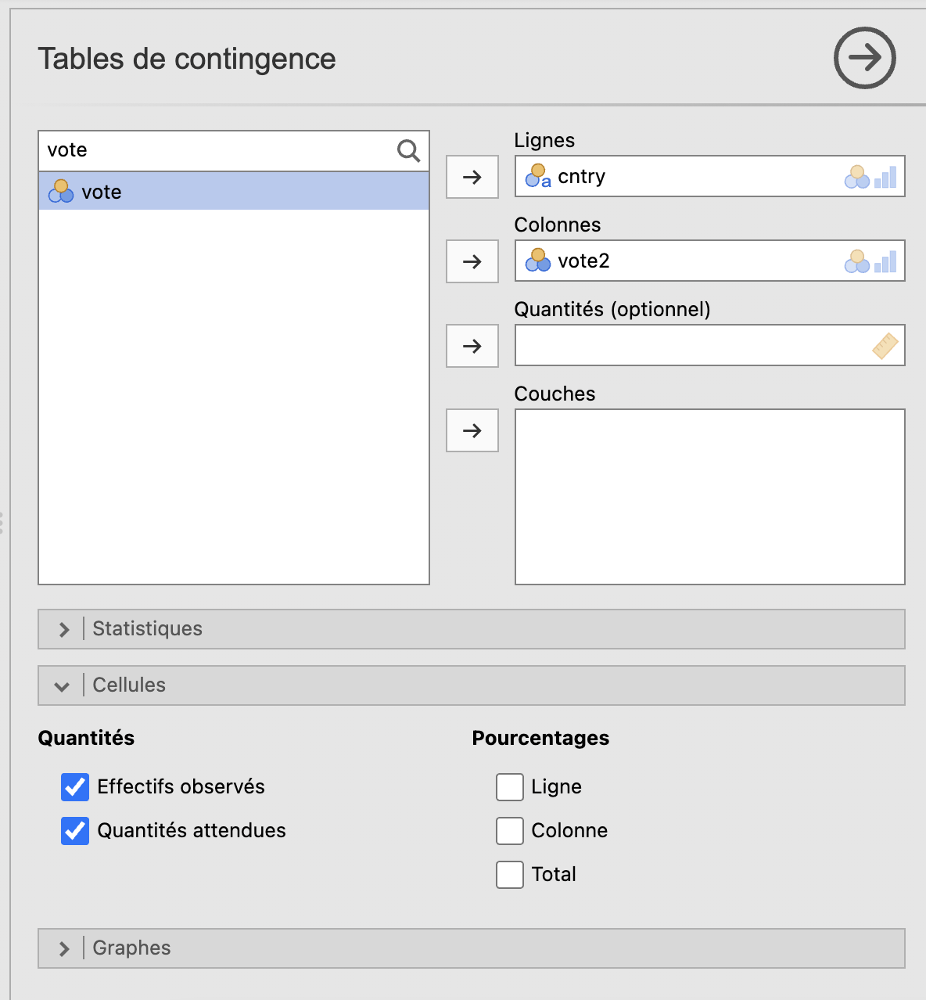 Tables de contingence
vote
vote
Lignes
cntry
Colonnes
vote2
Quantités (optionnel)
Couches
Statistiques
Cellules
Quantités
Pourcentages
Effectifs observés
Ligne
Quantités attendues
Colonne
Total
Graphes